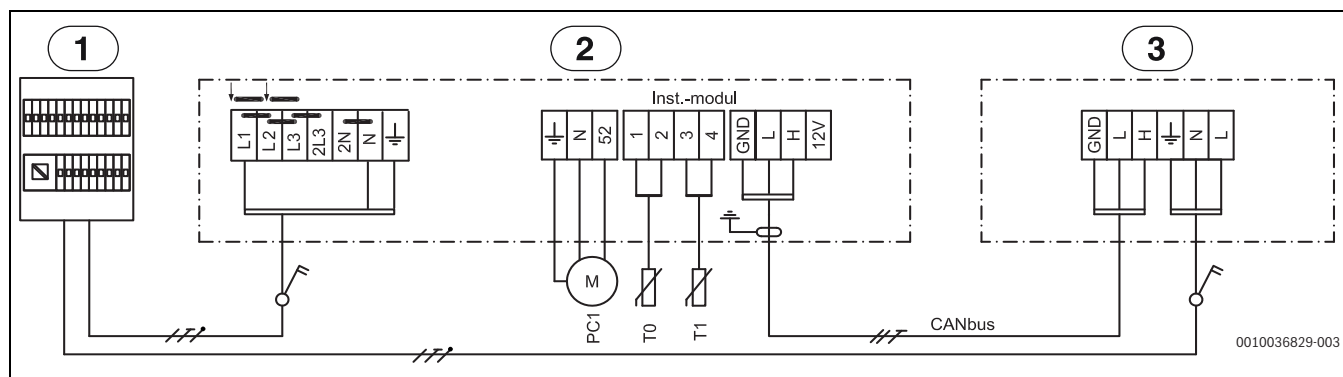 1
2
3
Inst.-modul
L1
L2
L3
2L3
2N
N
N
52
1
2
3
4
GND
L
H
12V
GND
L
H
N
L
M
PC1
T0
T1
CANbus
0010036829-003